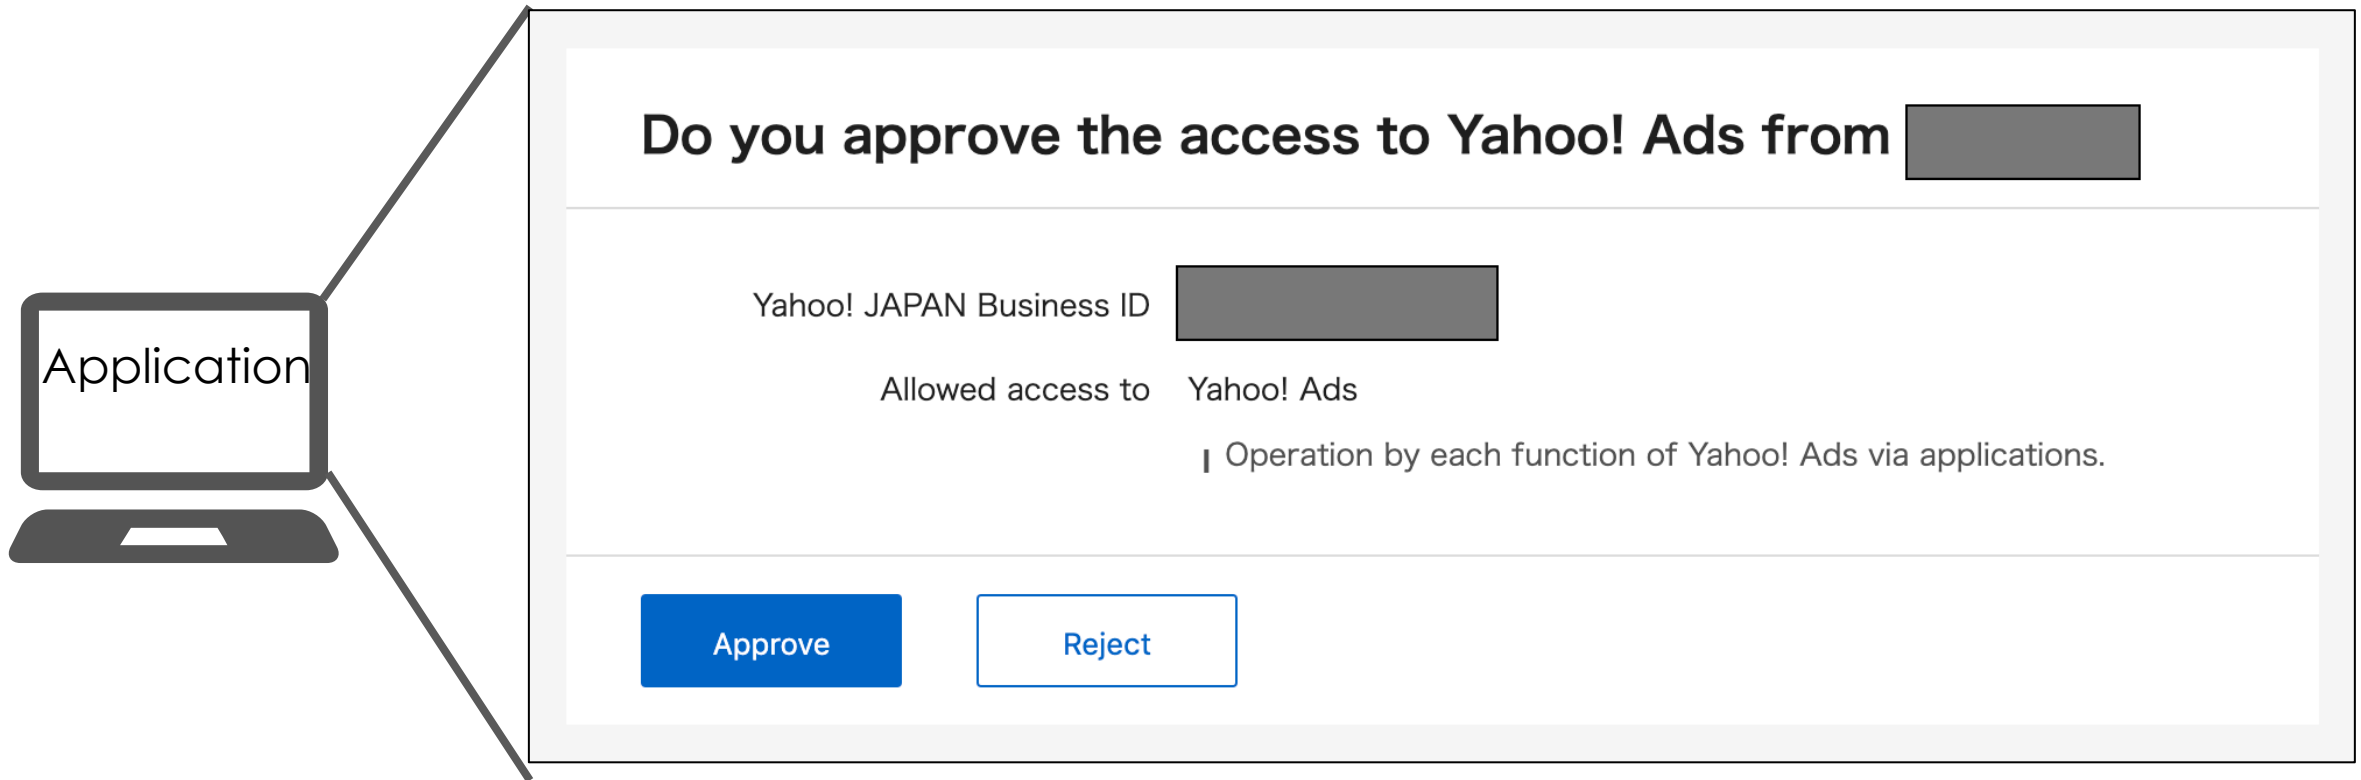 Do you approve the access to Yahoo! Ads from
Application
Yahoo! JAPAN Business ID
Allowed access to Yahoo! Ads
Operation by each function of Yahoo! Ads via applications.
Approve Reject